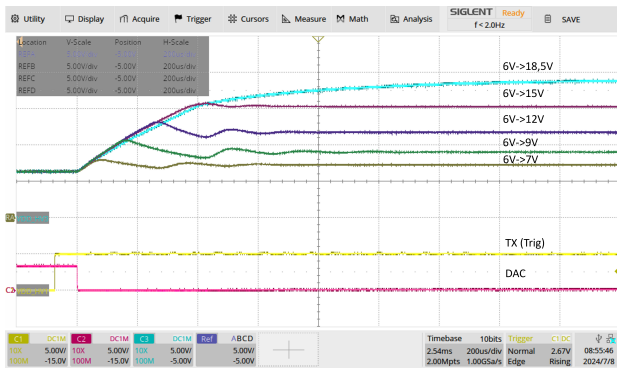 Utility Display Acquire Trigger Cursors Measure Math Analysis SIGLENT Ready f < 2.0Hz SAVE
Location V-Scale Position H-Scale
REFB 5.00V/div -5.00V 200us/div
REFC 5.00V/div -5.00V 200us/div
REFD 5.00V/div -5.00V 200us/div
6V->18,5V
6V->15V
6V->12V
6V->9V
6V->7V
TX (Trig)
DAC
C2
C1 DC1M C2 DC1M C3 DC1M Ref ABCD
10X 5.00V/ 10X 5.00V/ 10X 5.00V/ 5.00V/
100M -15.0V 100M -15.0V 100M -5.00V -5.00V
Timebase 10bits Trigger C1 DC
2.54ms 200us/div Normal 2.67V 08:55:46
2.00Mpts 1.00GSa/s Edge Rising 2024/7/8